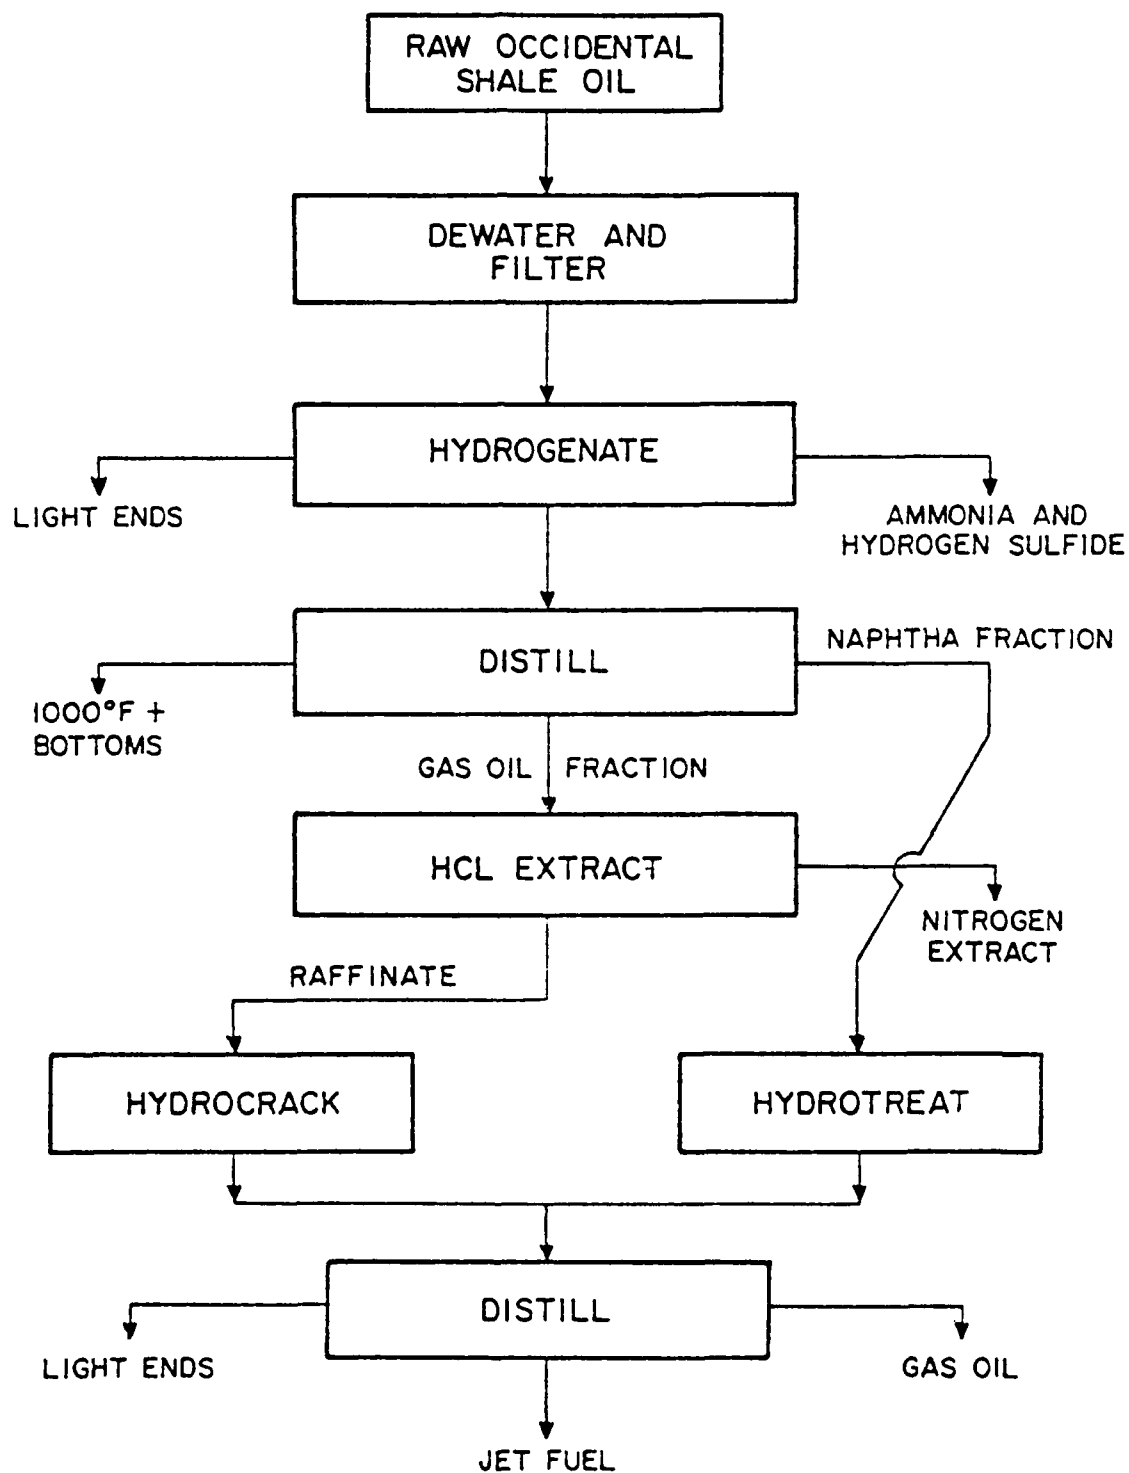 RAW OCCIDENTAL
SHALE OIL
DEWATER AND
FILTER
HYDROGENATE
LIGHT ENDS
AMMONIA AND
HYDROGEN SULFIDE
DISTILL
NAPHTHA FRACTION
1000°F +
BOTTOMS
GAS OIL FRACTION
HCL EXTRACT
NITROGEN
EXTRACT
RAFFINATE
HYDROCRACK
HYDROTREAT
DISTILL
LIGHT ENDS
GAS OIL
JET FUEL